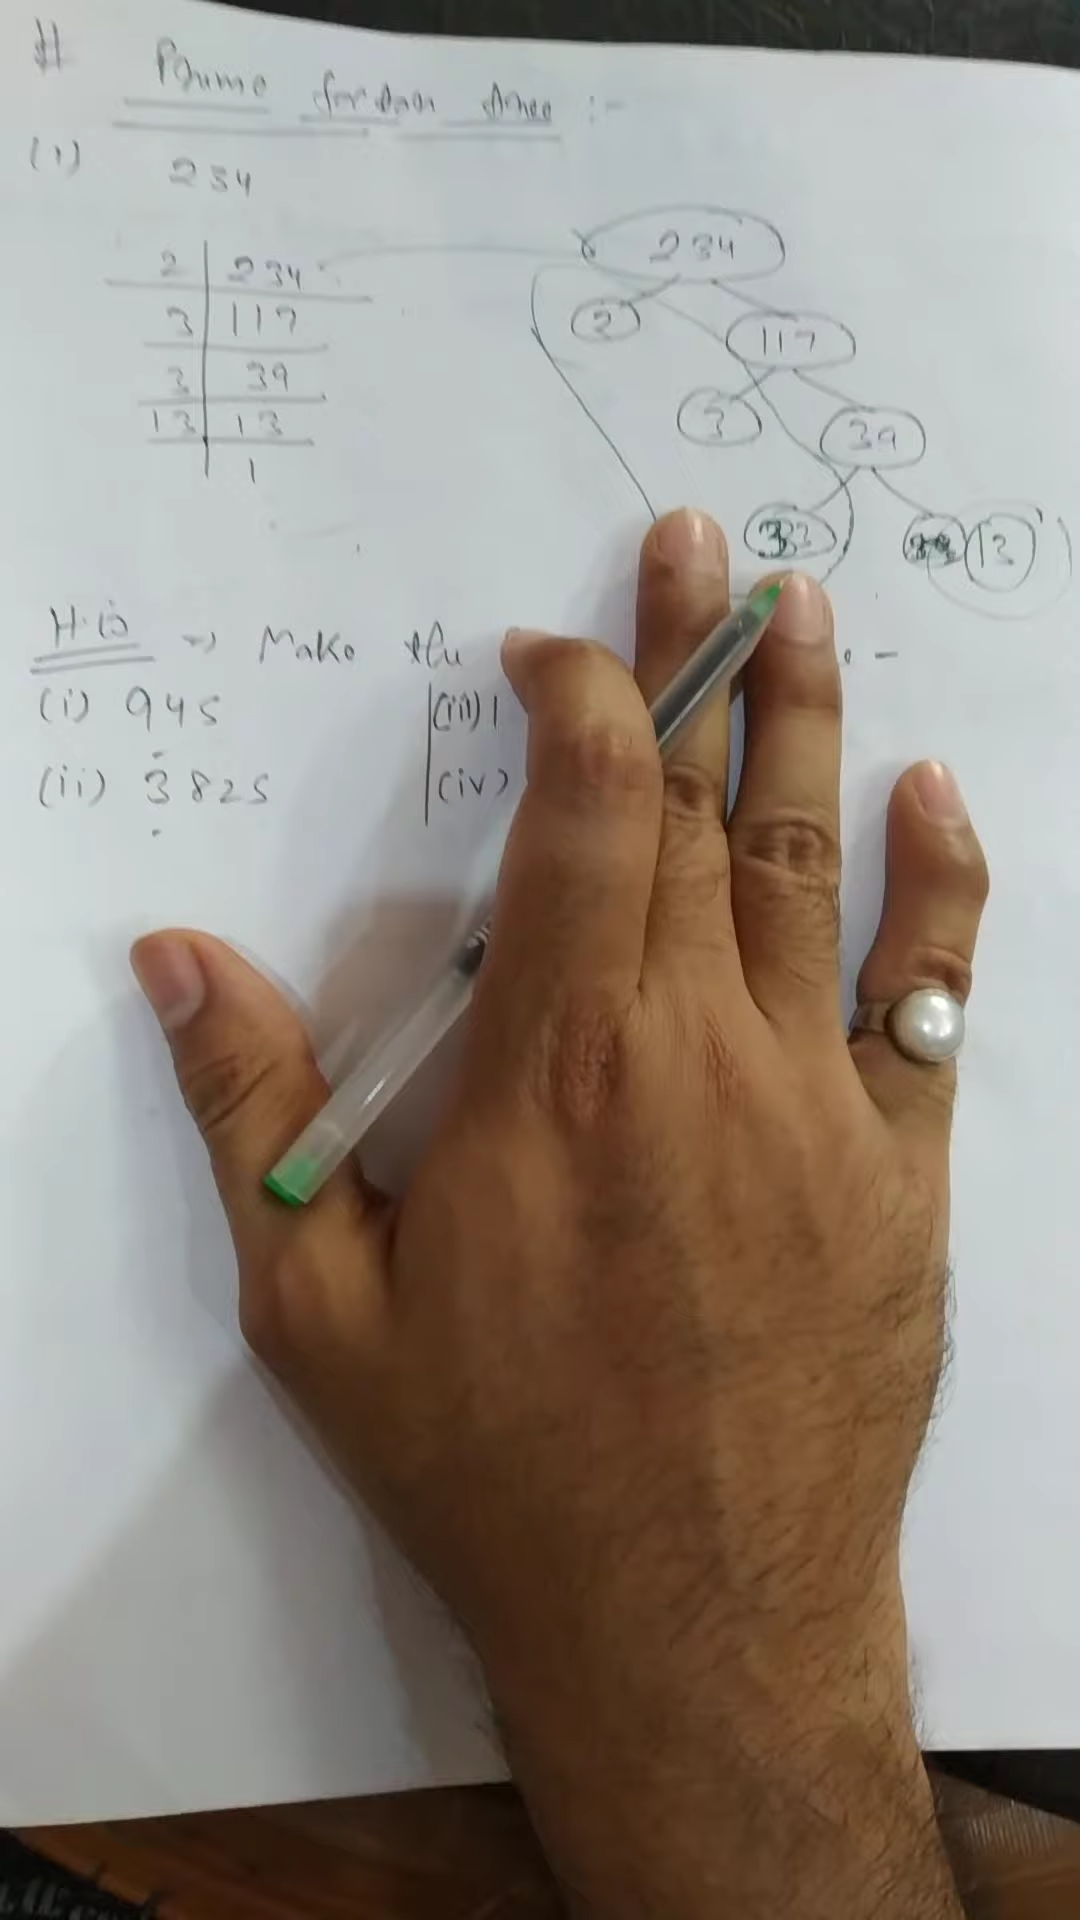 # Prime factor tree :-
(1) 234
2 | 234
3 | 117
3 | 39
13 | 13
1
234
2 117
3 39
3 13
H.W → Make the
(i) 945 (iii) 1
(ii) 3825 (iv)